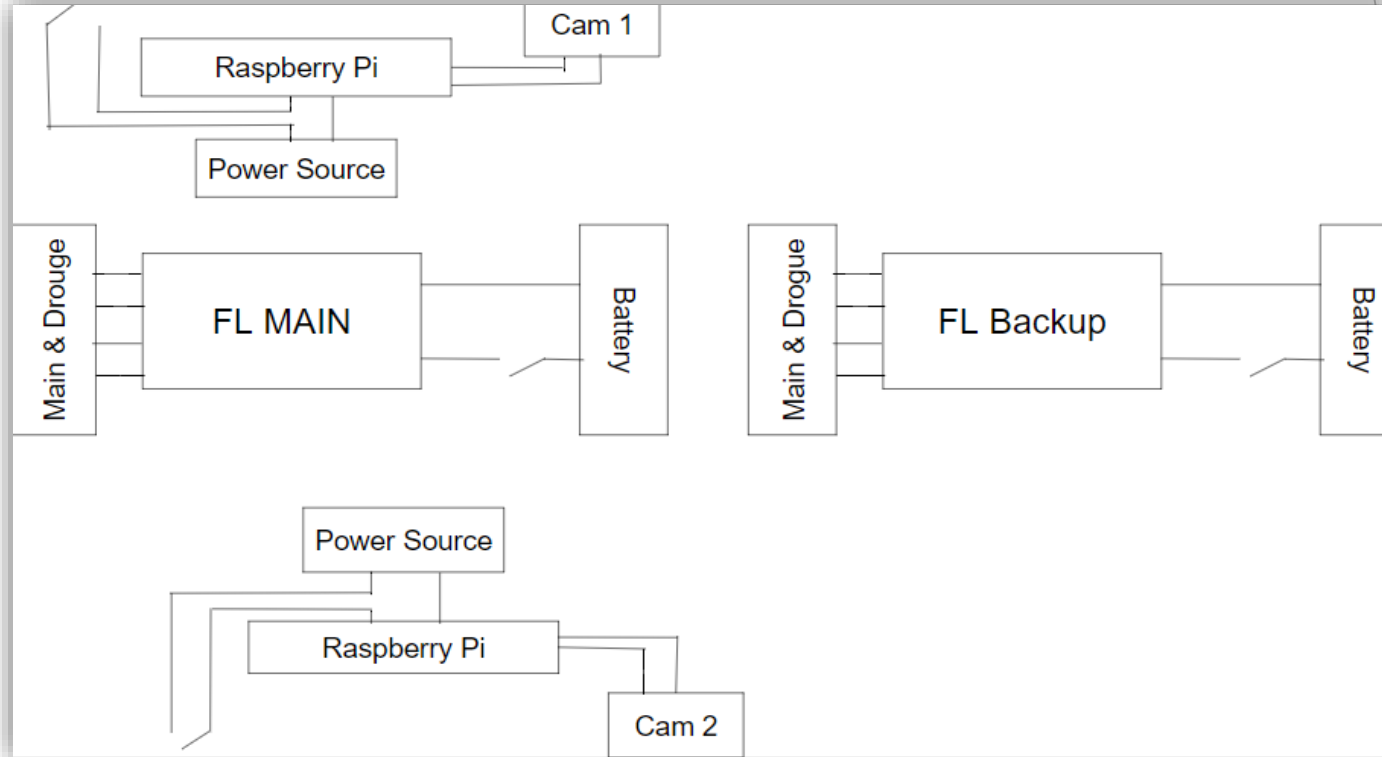 Cam 1
Raspberry Pi
Power Source
Main & Drouge
FL MAIN
Battery
Main & Drogue
FL Backup
Battery
Power Source
Raspberry Pi
Cam 2